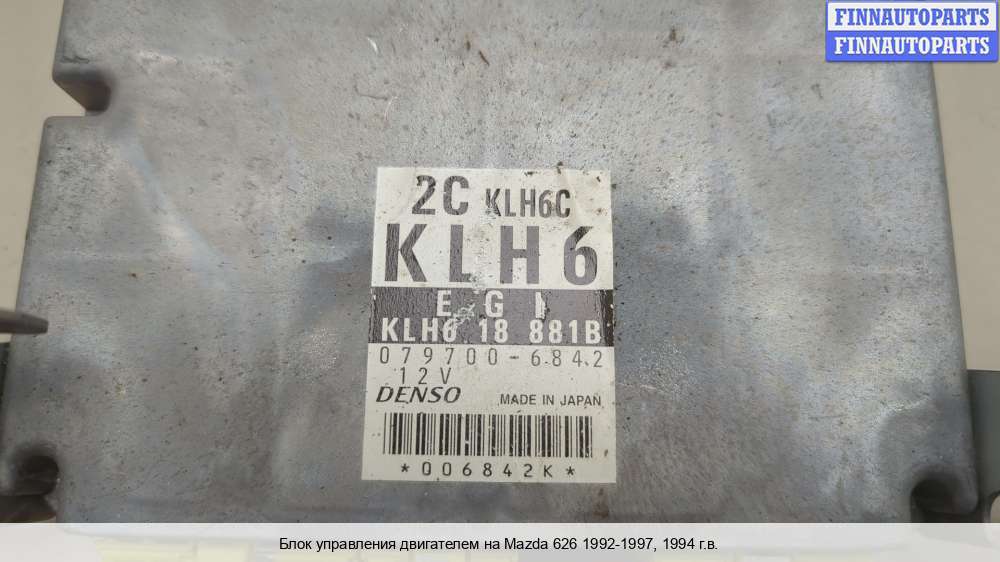 FINNAUTOPARTS
FINNAUTOPARTS
2C KLH6C
KLH6
EGI
KLH6 18 881B
079700-6842
12V
DENSO MADE IN JAPAN
*006842K*
Блок управления двигателем на Mazda 626 1992-1997, 1994 г.в.